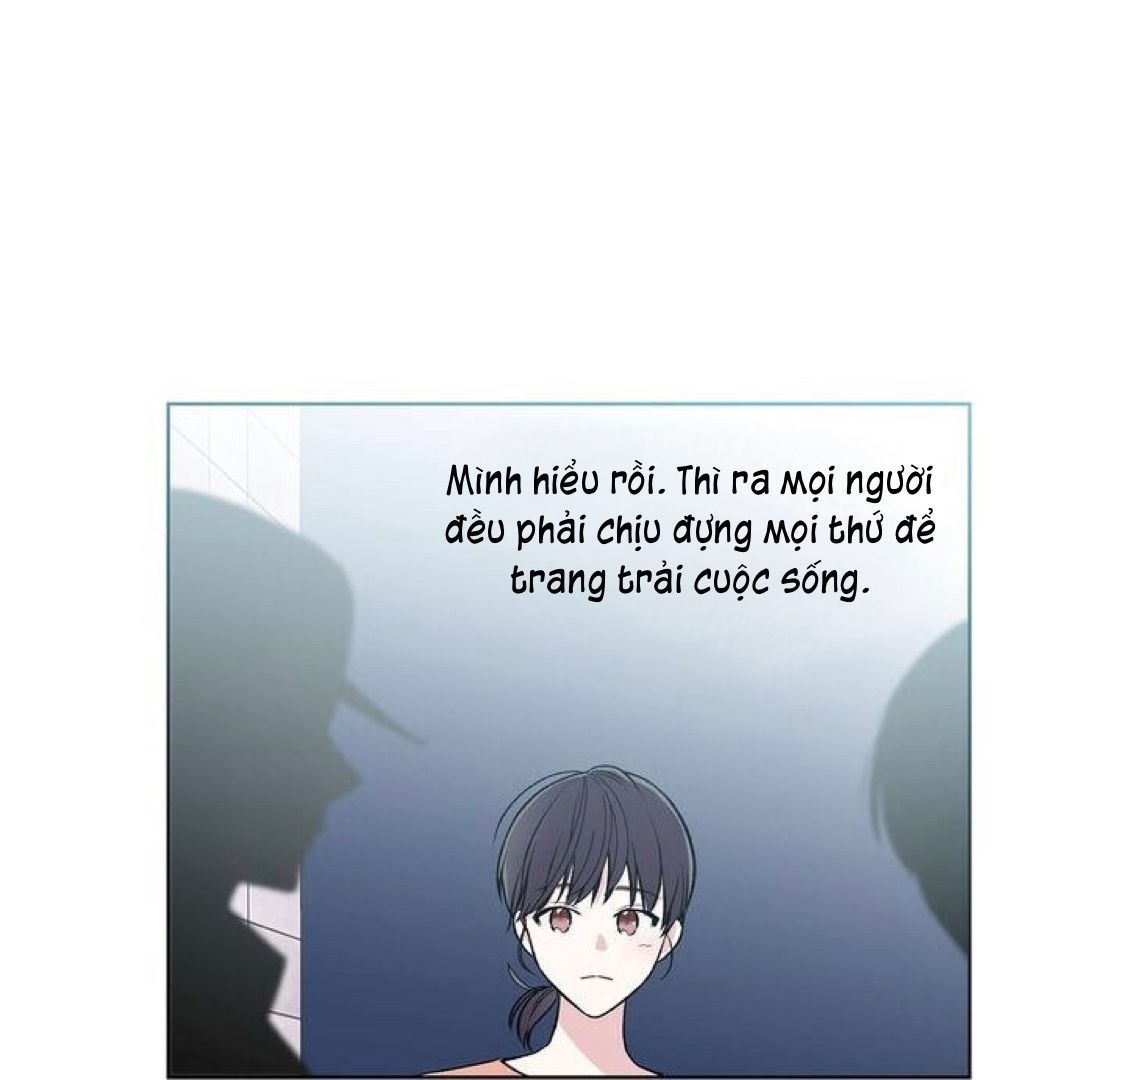 Mình hiểu rồi. Thì ra mọi người
đều phải chịu đựng mọi thứ để
trang trải cuộc sống.